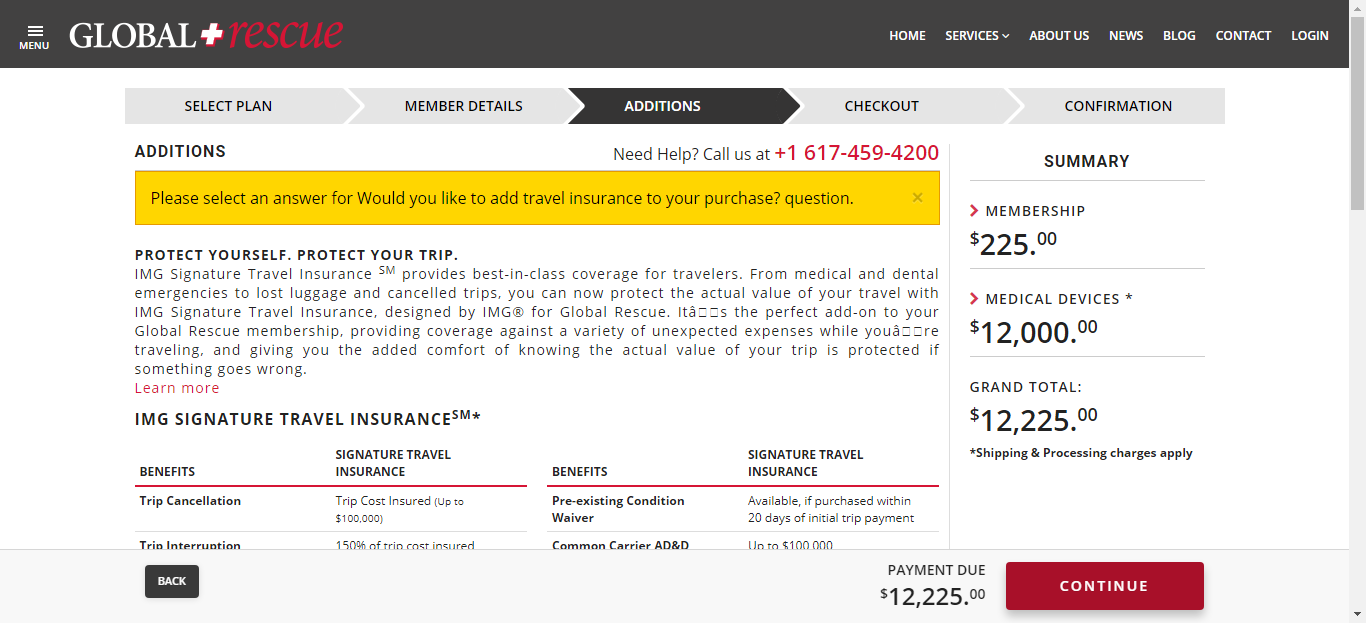 MENU
GLOBAL rescue
HOME SERVICES ABOUT US NEWS BLOG CONTACT LOGIN
SELECT PLAN
MEMBER DETAILS
ADDITIONS
CHECKOUT
CONFIRMATION
ADDITIONS
Need Help? Call us at +1 617-459-4200
Please select an answer for Would you like to add travel insurance to your purchase? question. ×
PROTECT YOURSELF. PROTECT YOUR TRIP.
IMG Signature Travel Insurance SM provides best-in-class coverage for travelers. From medical and dental
emergencies to lost luggage and cancelled trips, you can now protect the actual value of your travel with
IMG Signature Travel Insurance, designed by IMG® for Global Rescue. Itâ□□s the perfect add-on to your
Global Rescue membership, providing coverage against a variety of unexpected expenses while youâ□□re
traveling, and giving you the added comfort of knowing the actual value of your trip is protected if
something goes wrong.
Learn more
IMG SIGNATURE TRAVEL INSURANCESM*
BENEFITS
SIGNATURE TRAVEL
INSURANCE
Trip Cancellation
Trip Cost Insured (Up to
$100,000)
Trip Interruption
150% of trip cost insured
BENEFITS
SIGNATURE TRAVEL
INSURANCE
Pre-existing Condition
Waiver
Available, if purchased within
20 days of initial trip payment
Common Carrier AD&D
Up to $100,000
SUMMARY
MEMBERSHIP
$225.00
MEDICAL DEVICES *
$12,000.00
GRAND TOTAL:
$12,225.00
*Shipping & Processing charges apply
BACK
PAYMENT DUE
$12,225.00
CONTINUE